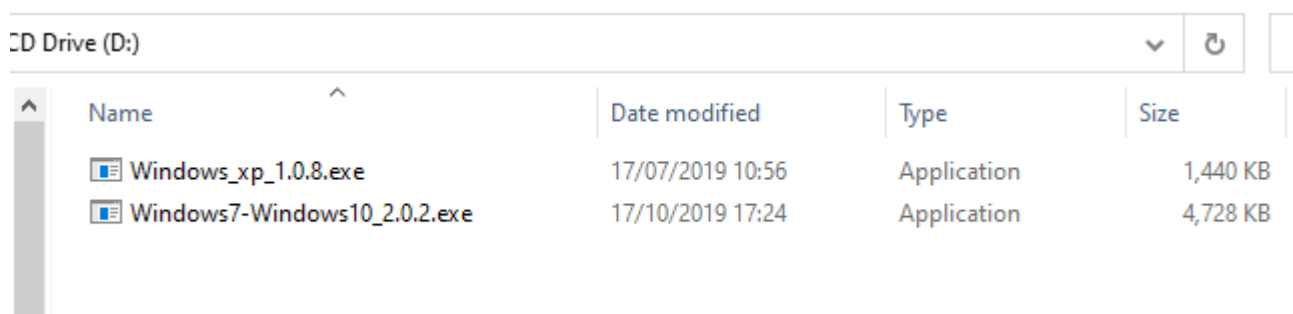 CD Drive (D:)
Name Date modified Type Size
Windows_xp_1.0.8.exe 17/07/2019 10:56 Application 1,440 KB
Windows7-Windows10_2.0.2.exe 17/10/2019 17:24 Application 4,728 KB